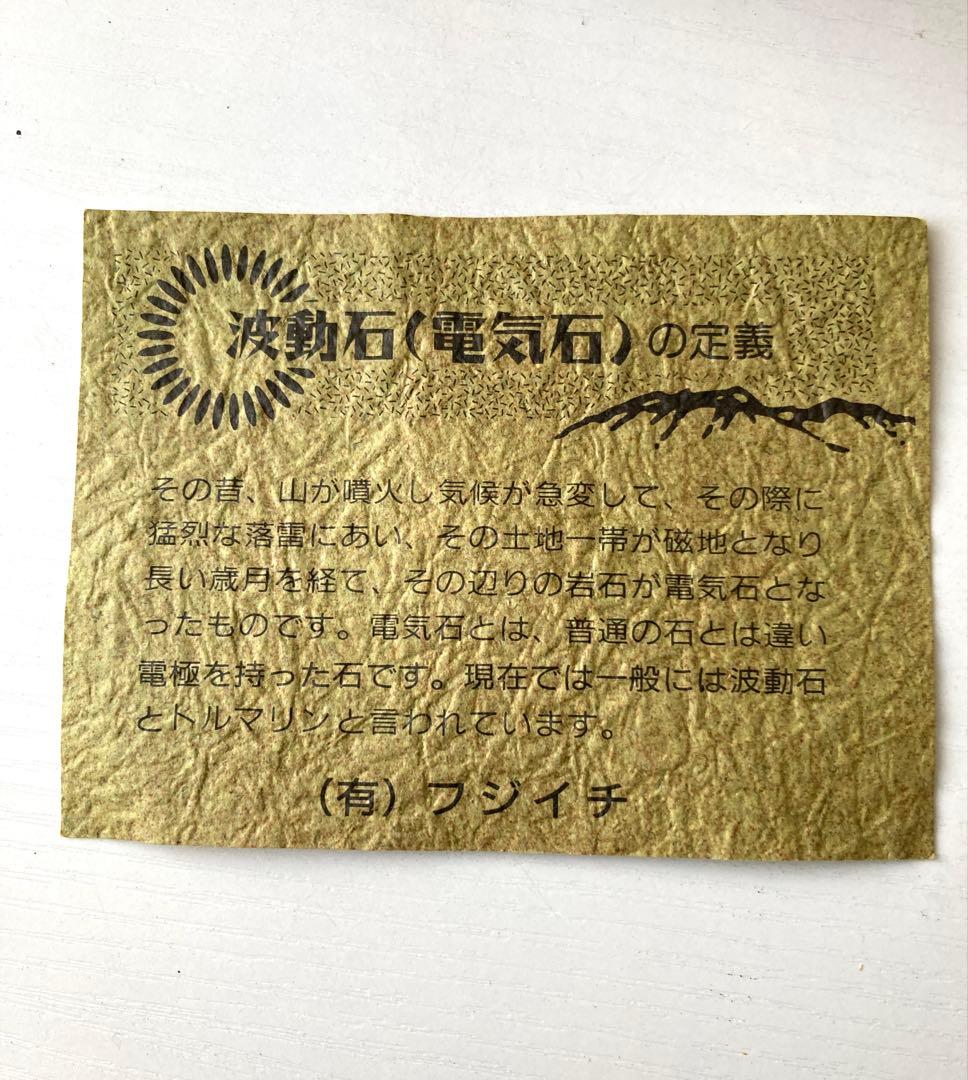 波動石(電気石)の定義
その昔、山が噴火し気候が急変して、その際に
猛烈な落雷にあい、その土地一帯が磁地となり
長い歳月を経て、その辺りの岩石が電気石とな
ったものです。電気石とは、普通の石とは違い
電極を持った石です。現在では一般には波動石
とトルマリンと言われています。
(有)フジイチ